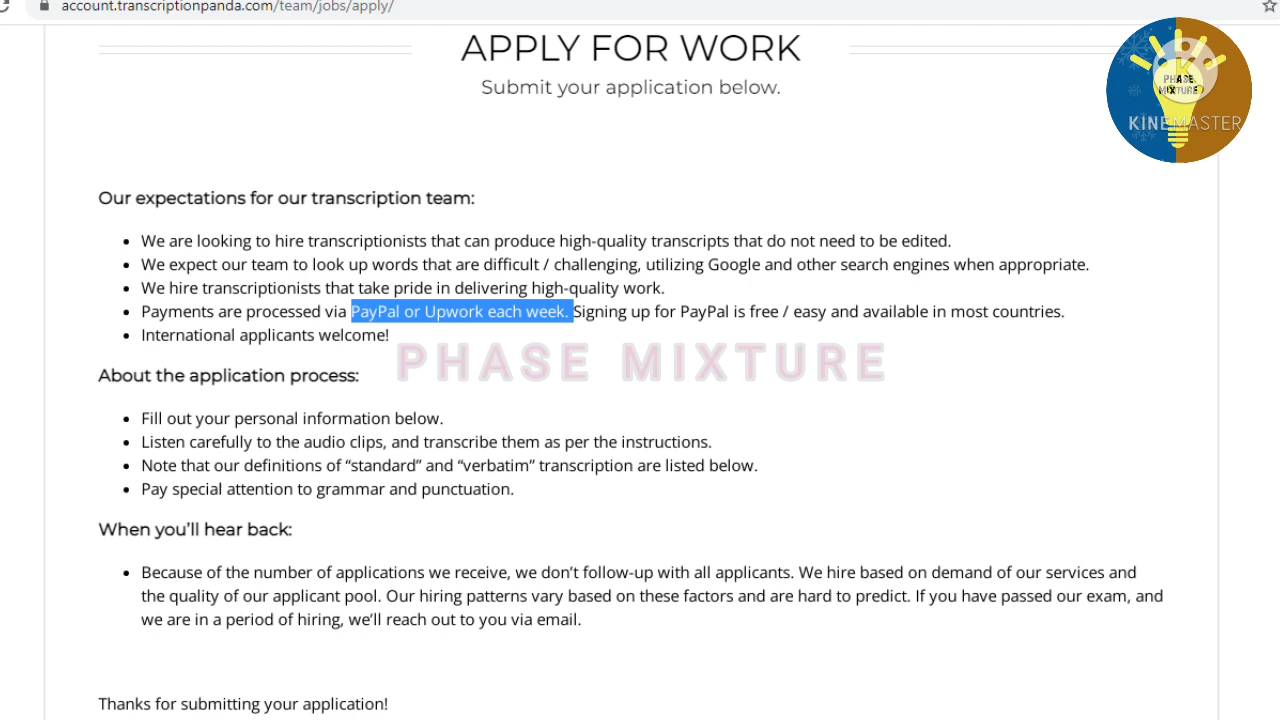 account.transcriptionpanda.com/team/jobs/apply/
APPLY FOR WORK
Submit your application below.
PHASE
MIXTURE
KINEMASTER
Our expectations for our transcription team:
• We are looking to hire transcriptionists that can produce high-quality transcripts that do not need to be edited.
• We expect our team to look up words that are difficult / challenging, utilizing Google and other search engines when appropriate.
• We hire transcriptionists that take pride in delivering high-quality work.
• Payments are processed via PayPal or Upwork each week. Signing up for PayPal is free / easy and available in most countries.
• International applicants welcome!
PHASE MIXTURE
About the application process:
• Fill out your personal information below.
• Listen carefully to the audio clips, and transcribe them as per the instructions.
• Note that our definitions of “standard” and “verbatim” transcription are listed below.
• Pay special attention to grammar and punctuation.
When you’ll hear back:
• Because of the number of applications we receive, we don’t follow-up with all applicants. We hire based on demand of our services and
the quality of our applicant pool. Our hiring patterns vary based on these factors and are hard to predict. If you have passed our exam, and
we are in a period of hiring, we’ll reach out to you via email.
Thanks for submitting your application!